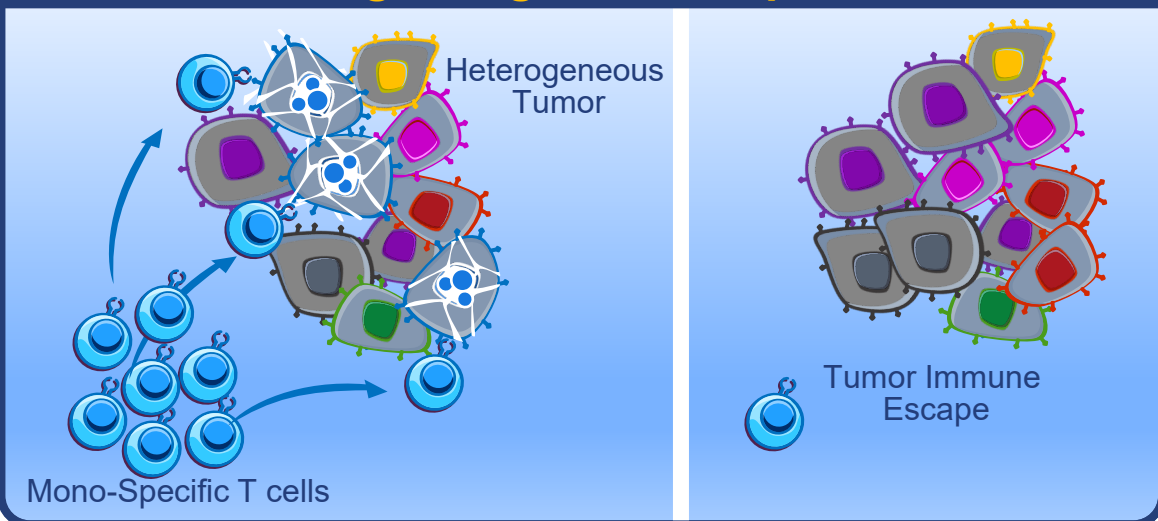 Heterogeneous
Tumor
Mono-Specific T cells
Tumor Immune
Escape